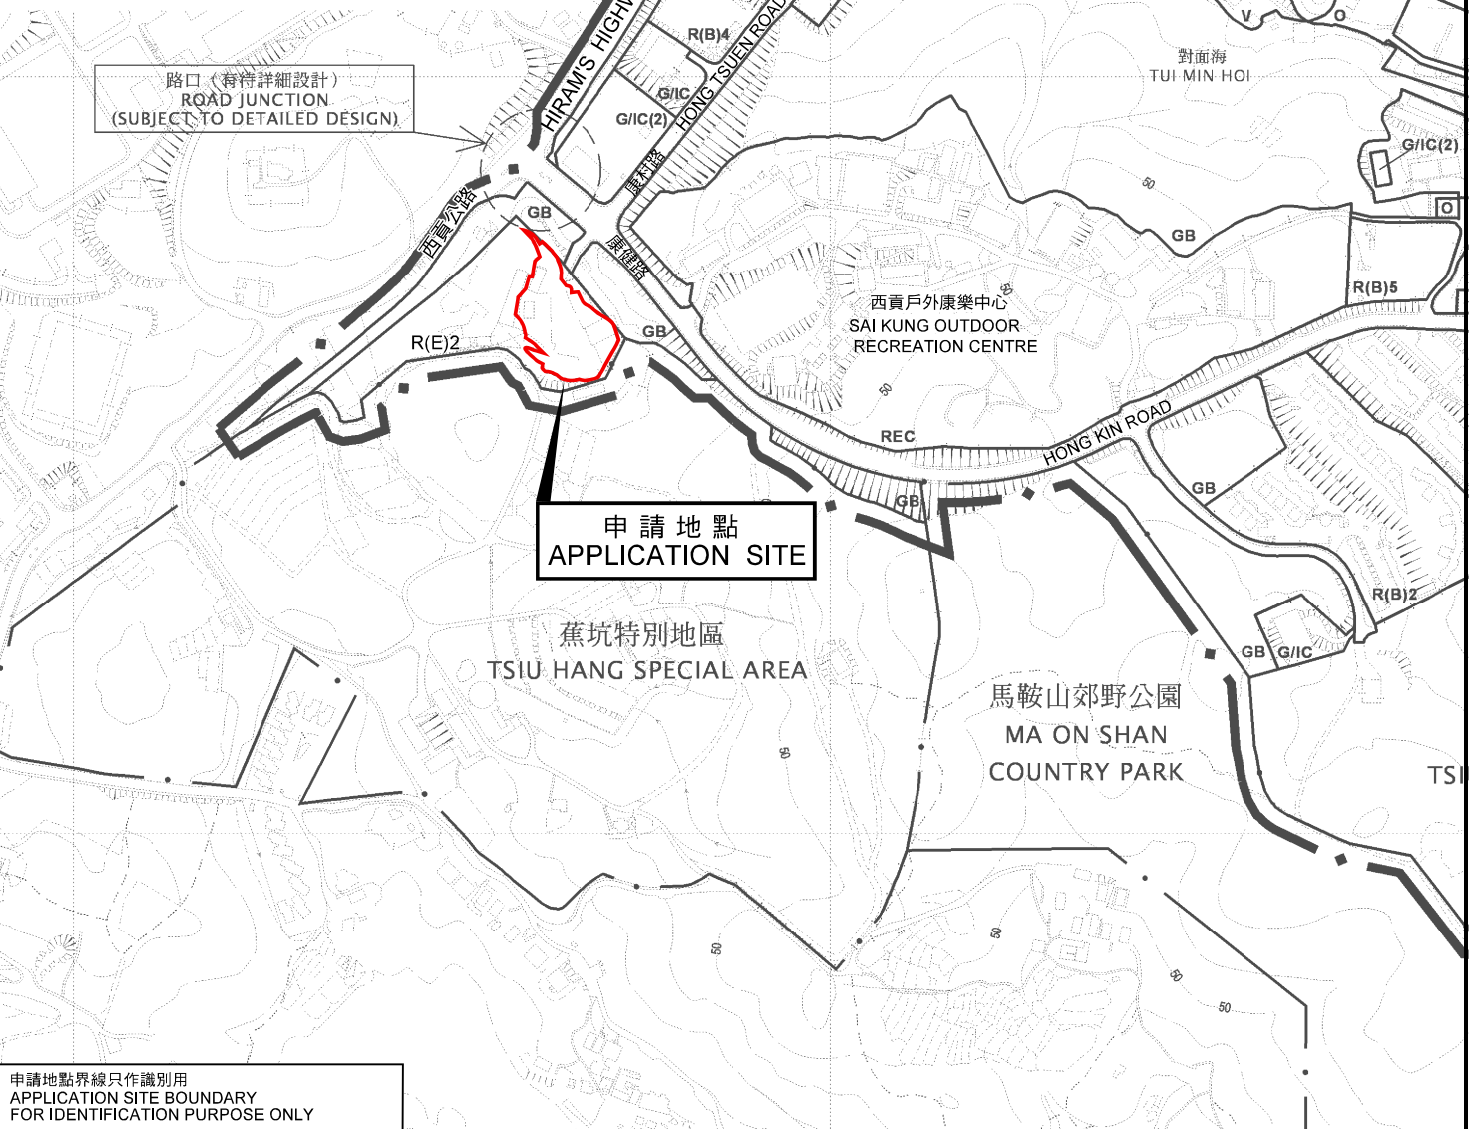 路口（有待詳細設計）
ROAD JUNCTION
(SUBJECT TO DETAILED DESIGN)
HIRAM'S HIGHW
R(B)4
HONG TSUEN ROAD
G/IC
G/IC(2)
康村路
V
O
對面海
TUI MIN HOI
G/IC(2)
O
50
GB
西貢公路
GB
康健路
GB
R(E)2
西貢戶外康樂中心
SAI KUNG OUTDOOR
RECREATION CENTRE
50
50
R(B)5
REC
HONG KIN ROAD
GB
GB
申請地點
APPLICATION SITE
R(B)2
GB
G/IC
蕉坑特別地區
TSIU HANG SPECIAL AREA
馬鞍山郊野公園
MA ON SHAN
COUNTRY PARK
TSI
50
50
50
50
50
申請地點界線只作識別用
APPLICATION SITE BOUNDARY
FOR IDENTIFICATION PURPOSE ONLY